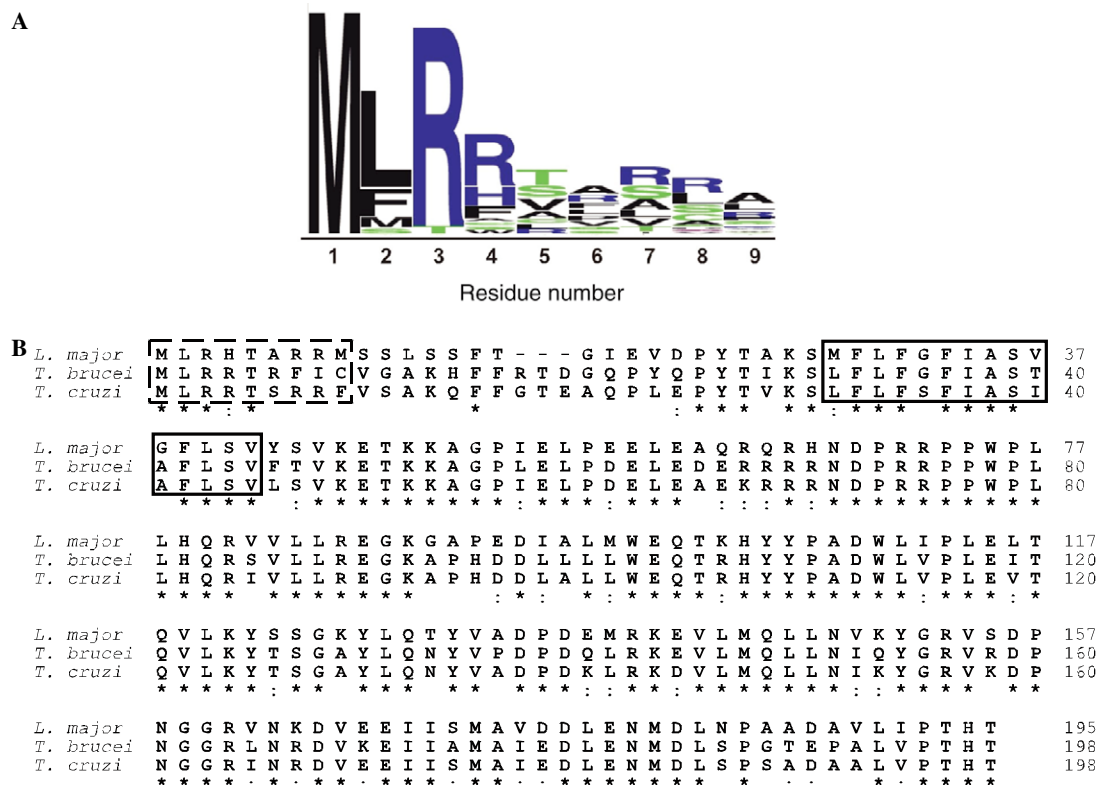 A
M L R R T A R R A
1 2 3 4 5 6 7 8 9
Residue number
B
L. major M L R H T A R R M S S L S S F T - - - G I E V D P Y T A K S M F L F G F I A S V 37
T. brucei M L R R T R F I C V G A K H F F R T D G Q P Y Q P Y T I K S L F L F G F I A S T 40
T. cruzi M L R R T S R R F V S A K Q F F G T E A Q P L E P Y T V K S L F L F S F I A S I 40
* * * : * * : * * * * * : * * * * * * *
L. major G F L S V Y S V K E T K K A G P I E L P E E L E A Q R Q R H N D P R R P P W P L 77
T. brucei A F L S V F T V K E T K K A G P L E L P D E L E D E R R R R N D P R R P P W P L 80
T. cruzi A F L S V L S V K E T K K A G P I E L P D E L E A E K R R R N D P R R P P W P L 80
* * * * : * * * * * * * * * : * * * : * * * : : : * : * * * * * * * * * *
L. major L H Q R V V L L R E G K G A P E D I A L M W E Q T K H Y Y P A D W L I P L E L T 117
T. brucei L H Q R S V L L R E G K A P H D D L L L L W E Q T R H Y Y P A D W L V P L E I T 120
T. cruzi L H Q R I V L L R E G K A P H D D L A L L W E Q T R H Y Y P A D W L V P L E V T 120
* * * * * * * * * * * : * : * : * * * * : * * * * * * * * : * * * : *
L. major Q V L K Y S S G K Y L Q T Y V A D P D E M R K E V L M Q L L N V K Y G R V S D P 157
T. brucei Q V L K Y T S G A Y L Q N Y V P D P D Q L R K E V L M Q L L N I Q Y G R V R D P 160
T. cruzi Q V L K Y T S G A Y L Q N Y V A D P D K L R K D V L M Q L L N I K Y G R V K D P 160
* * * * * : * * * * * * * * * * : : * * : * * * * * * * : : * * * * * *
L. major N G G R V N K D V E E I I S M A V D D L E N M D L N P A A D A V L I P T H T 195
T. brucei N G G R L N R D V K E I I A M A I E D L E N M D L S P G T E P A L V P T H T 198
T. cruzi N G G R I N R D V E E I I S M A I E D L E N M D L S P S A D A A L V P T H T 198